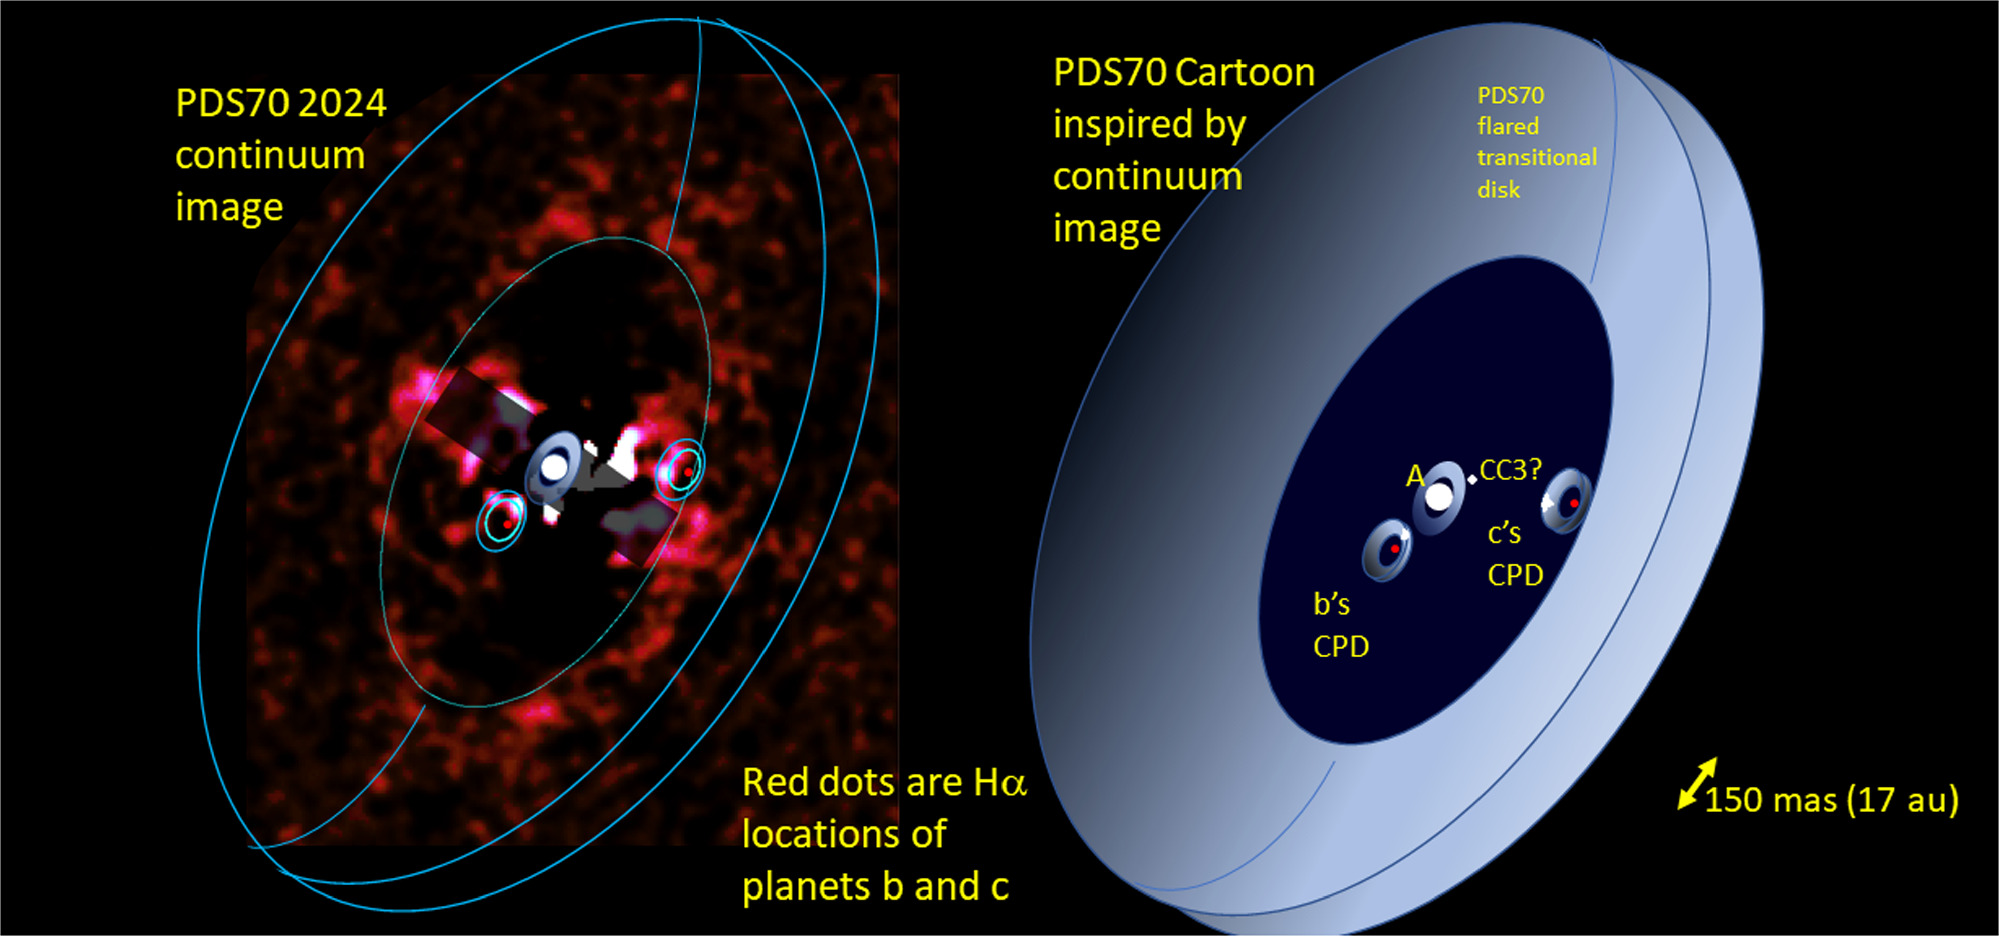 PDS70 2024
continuum
image
Red dots are Hα
locations of
planets b and c
PDS70 Cartoon
inspired by
continuum
image
PDS70
flared
transitional
disk
A
CC3?
c's
CPD
b's
CPD
150 mas (17 au)